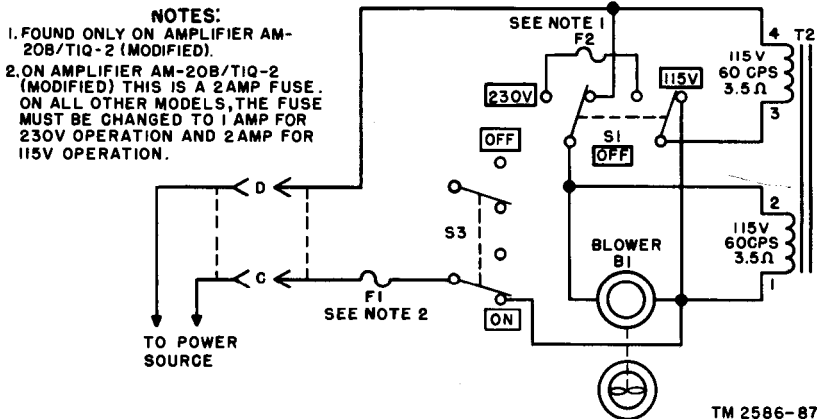 NOTES:
1. FOUND ONLY ON AMPLIFIER AM-
20B/TIQ-2 (MODIFIED).
2. ON AMPLIFIER AM-20B/TIQ-2
(MODIFIED) THIS IS A 2AMP FUSE.
ON ALL OTHER MODELS, THE FUSE
MUST BE CHANGED TO 1 AMP FOR
230V OPERATION AND 2AMP FOR
115V OPERATION.
SEE NOTE 1
F2
230V
115V
S1
OFF
4
T2
115V
60 CPS
3.5Ω
3
OFF
D
S3
2
115V
60CPS
3.5Ω
1
BLOWER
B1
C
F1
SEE NOTE 2
ON
TO POWER
SOURCE
TM 2586-87